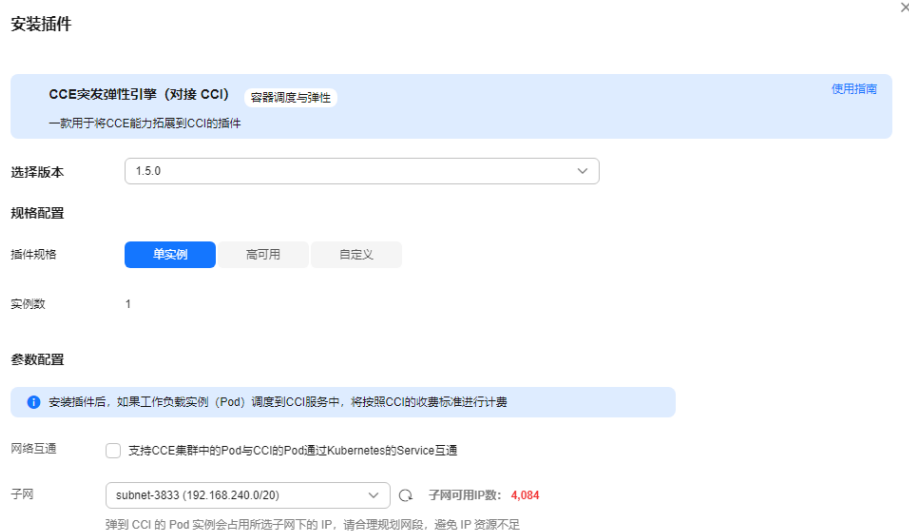 安装插件
CCE突发弹性引擎（对接 CCI） 容器调度与弹性 使用指南
一款用于将CCE能力拓展到CCI的插件
选择版本 1.5.0
规格配置
插件规格 单实例 高可用 自定义
实例数 1
参数配置
安装插件后，如果工作负载实例（Pod）调度到CCI服务中，将按照CCI的收费标准进行计费
网络互通 支持CCE集群中的Pod与CCI的Pod通过Kubernetes的Service互通
子网 subnet-3833 (192.168.240.0/20) 子网可用IP数： 4,084
弹到 CCI 的 Pod 实例会占用所选子网下的 IP，请合理规划网段，避免 IP 资源不足